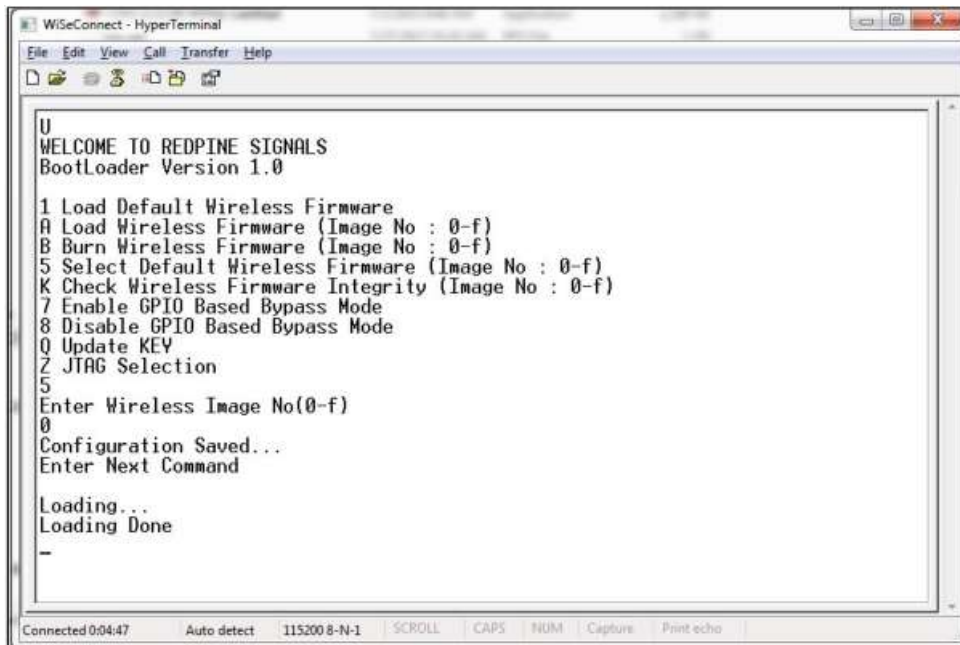 WiSeConnect - HyperTerminal
File Edit View Call Transfer Help
U
WELCOME TO REDPINE SIGNALS
BootLoader Version 1.0
1 Load Default Wireless Firmware
A Load Wireless Firmware (Image No : 0-f)
B Burn Wireless Firmware (Image No : 0-f)
5 Select Default Wireless Firmware (Image No : 0-f)
K Check Wireless Firmware Integrity (Image No : 0-f)
7 Enable GPIO Based Bypass Mode
8 Disable GPIO Based Bypass Mode
Q Update KEY
Z JTAG Selection
5
Enter Wireless Image No(0-f)
0
Configuration Saved...
Enter Next Command
Loading...
Loading Done
Connected 0:04:47 Auto detect 115200 8-N-1 SCROLL CAPS NUM Capture Print echo